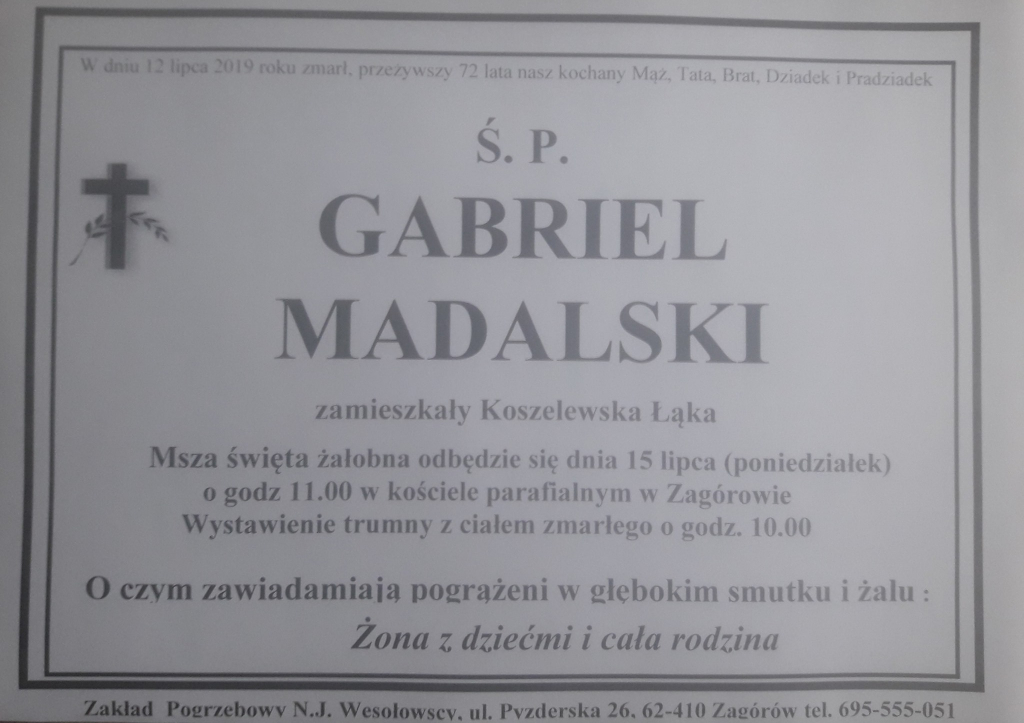 W dniu 12 lipca 2019 roku zmarł, przeżywszy 72 lata nasz kochany Mąż, Tata, Brat, Dziadek i Pradziadek
Ś. P.
GABRIEL
MADALSKI
zamieszkały Koszelewska Łąka
Msza święta żałobna odbędzie się dnia 15 lipca (poniedziałek)
o godz 11.00 w kościele parafialnym w Zagórowie
Wystawienie trumny z ciałem zmarłego o godz. 10.00
O czym zawiadamiają pogrążeni w głębokim smutku i żalu :
Żona z dziećmi i cała rodzina
Zakład Pogrzebowy N.J. Wesołowscy, ul. Pyzderska 26, 62-410 Zagórów tel. 695-555-051